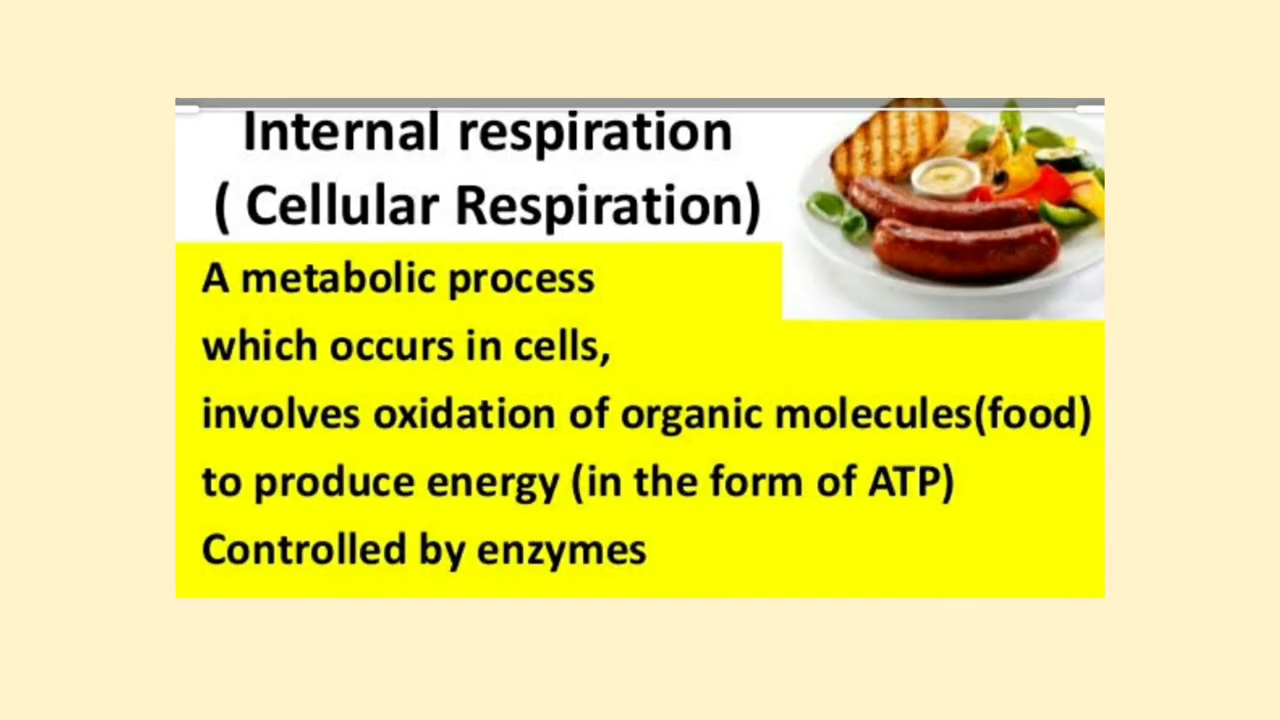 Internal respiration
( Cellular Respiration)
A metabolic process
which occurs in cells,
involves oxidation of organic molecules(food)
to produce energy (in the form of ATP)
Controlled by enzymes